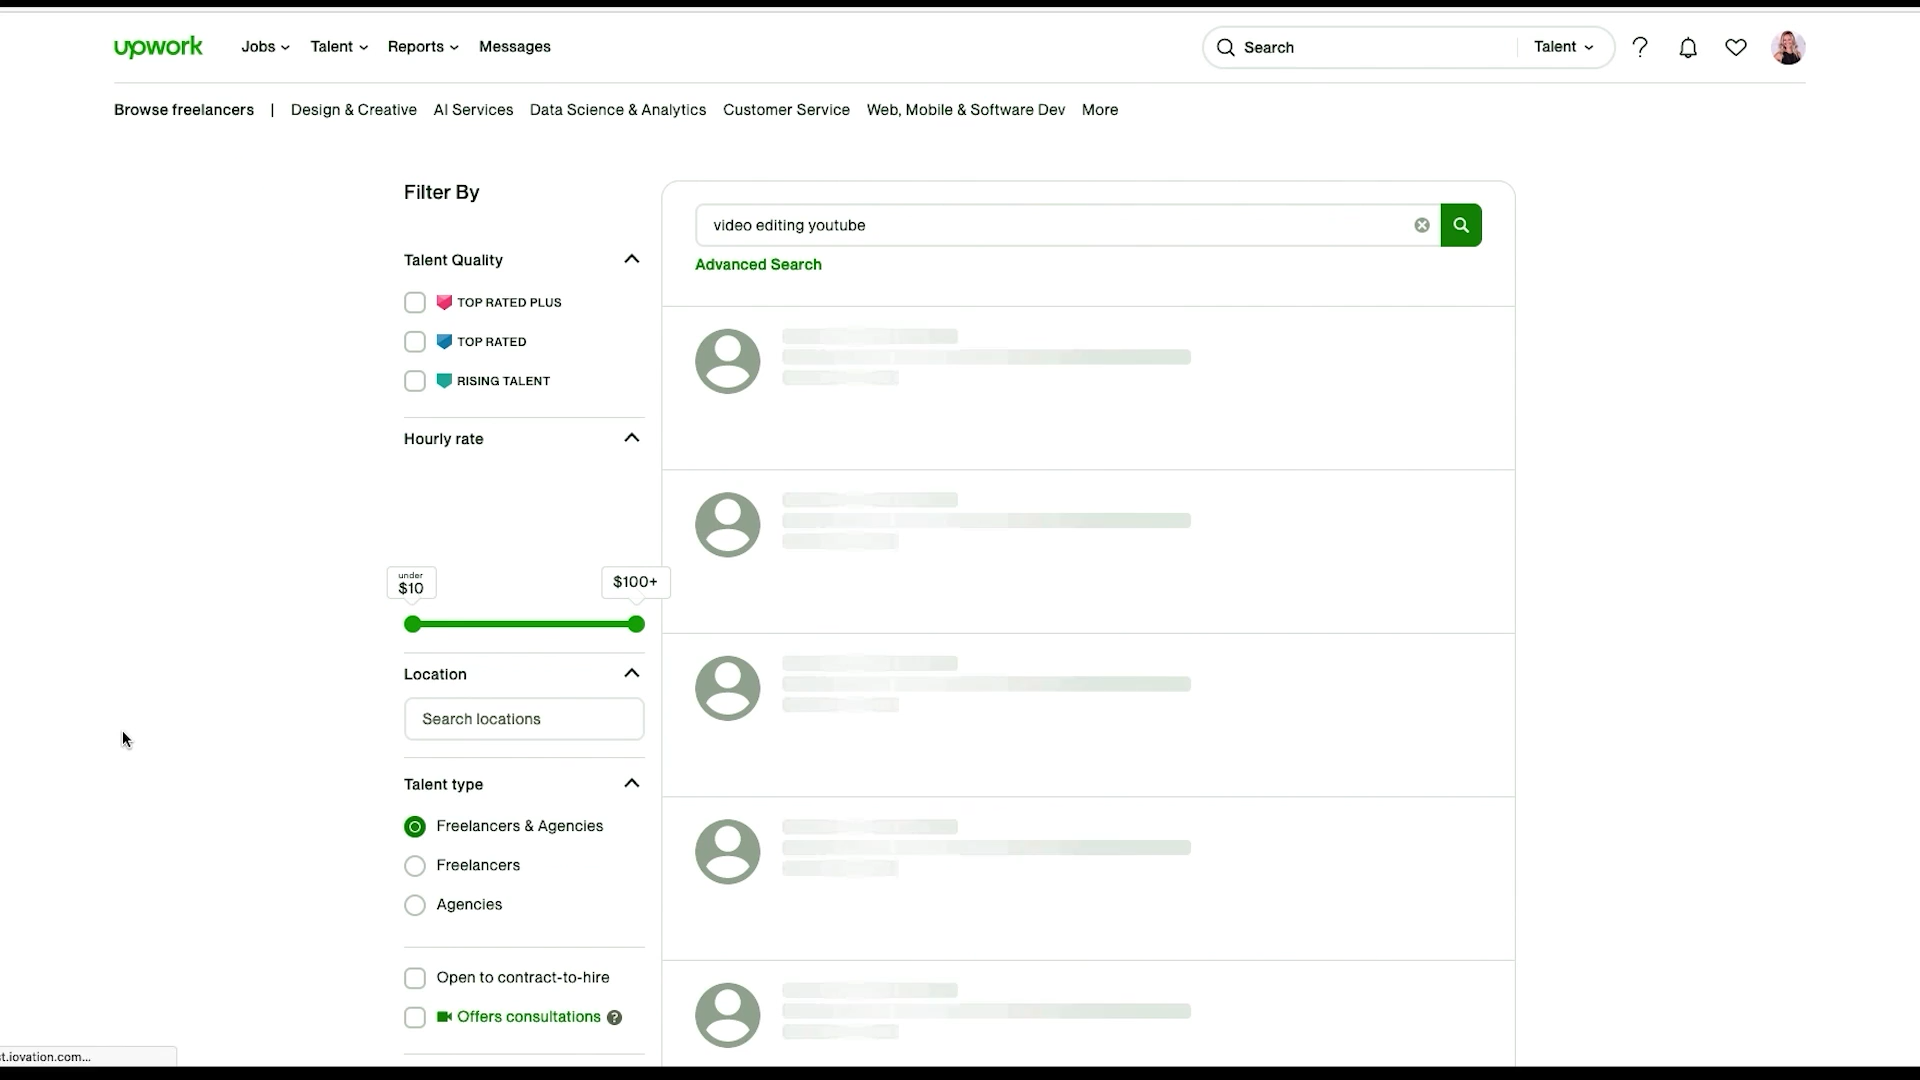 upwork Jobs Talent Reports Messages Search Talent
Browse freelancers | Design & Creative AI Services Data Science & Analytics Customer Service Web, Mobile & Software Dev More
Filter By
video editing youtube
Advanced Search
Talent Quality
TOP RATED PLUS
TOP RATED
RISING TALENT
Hourly rate
under
$10
$100+
Location
Search locations
Talent type
Freelancers & Agencies
Freelancers
Agencies
Open to contract-to-hire
Offers consultations
t.iovation.com...